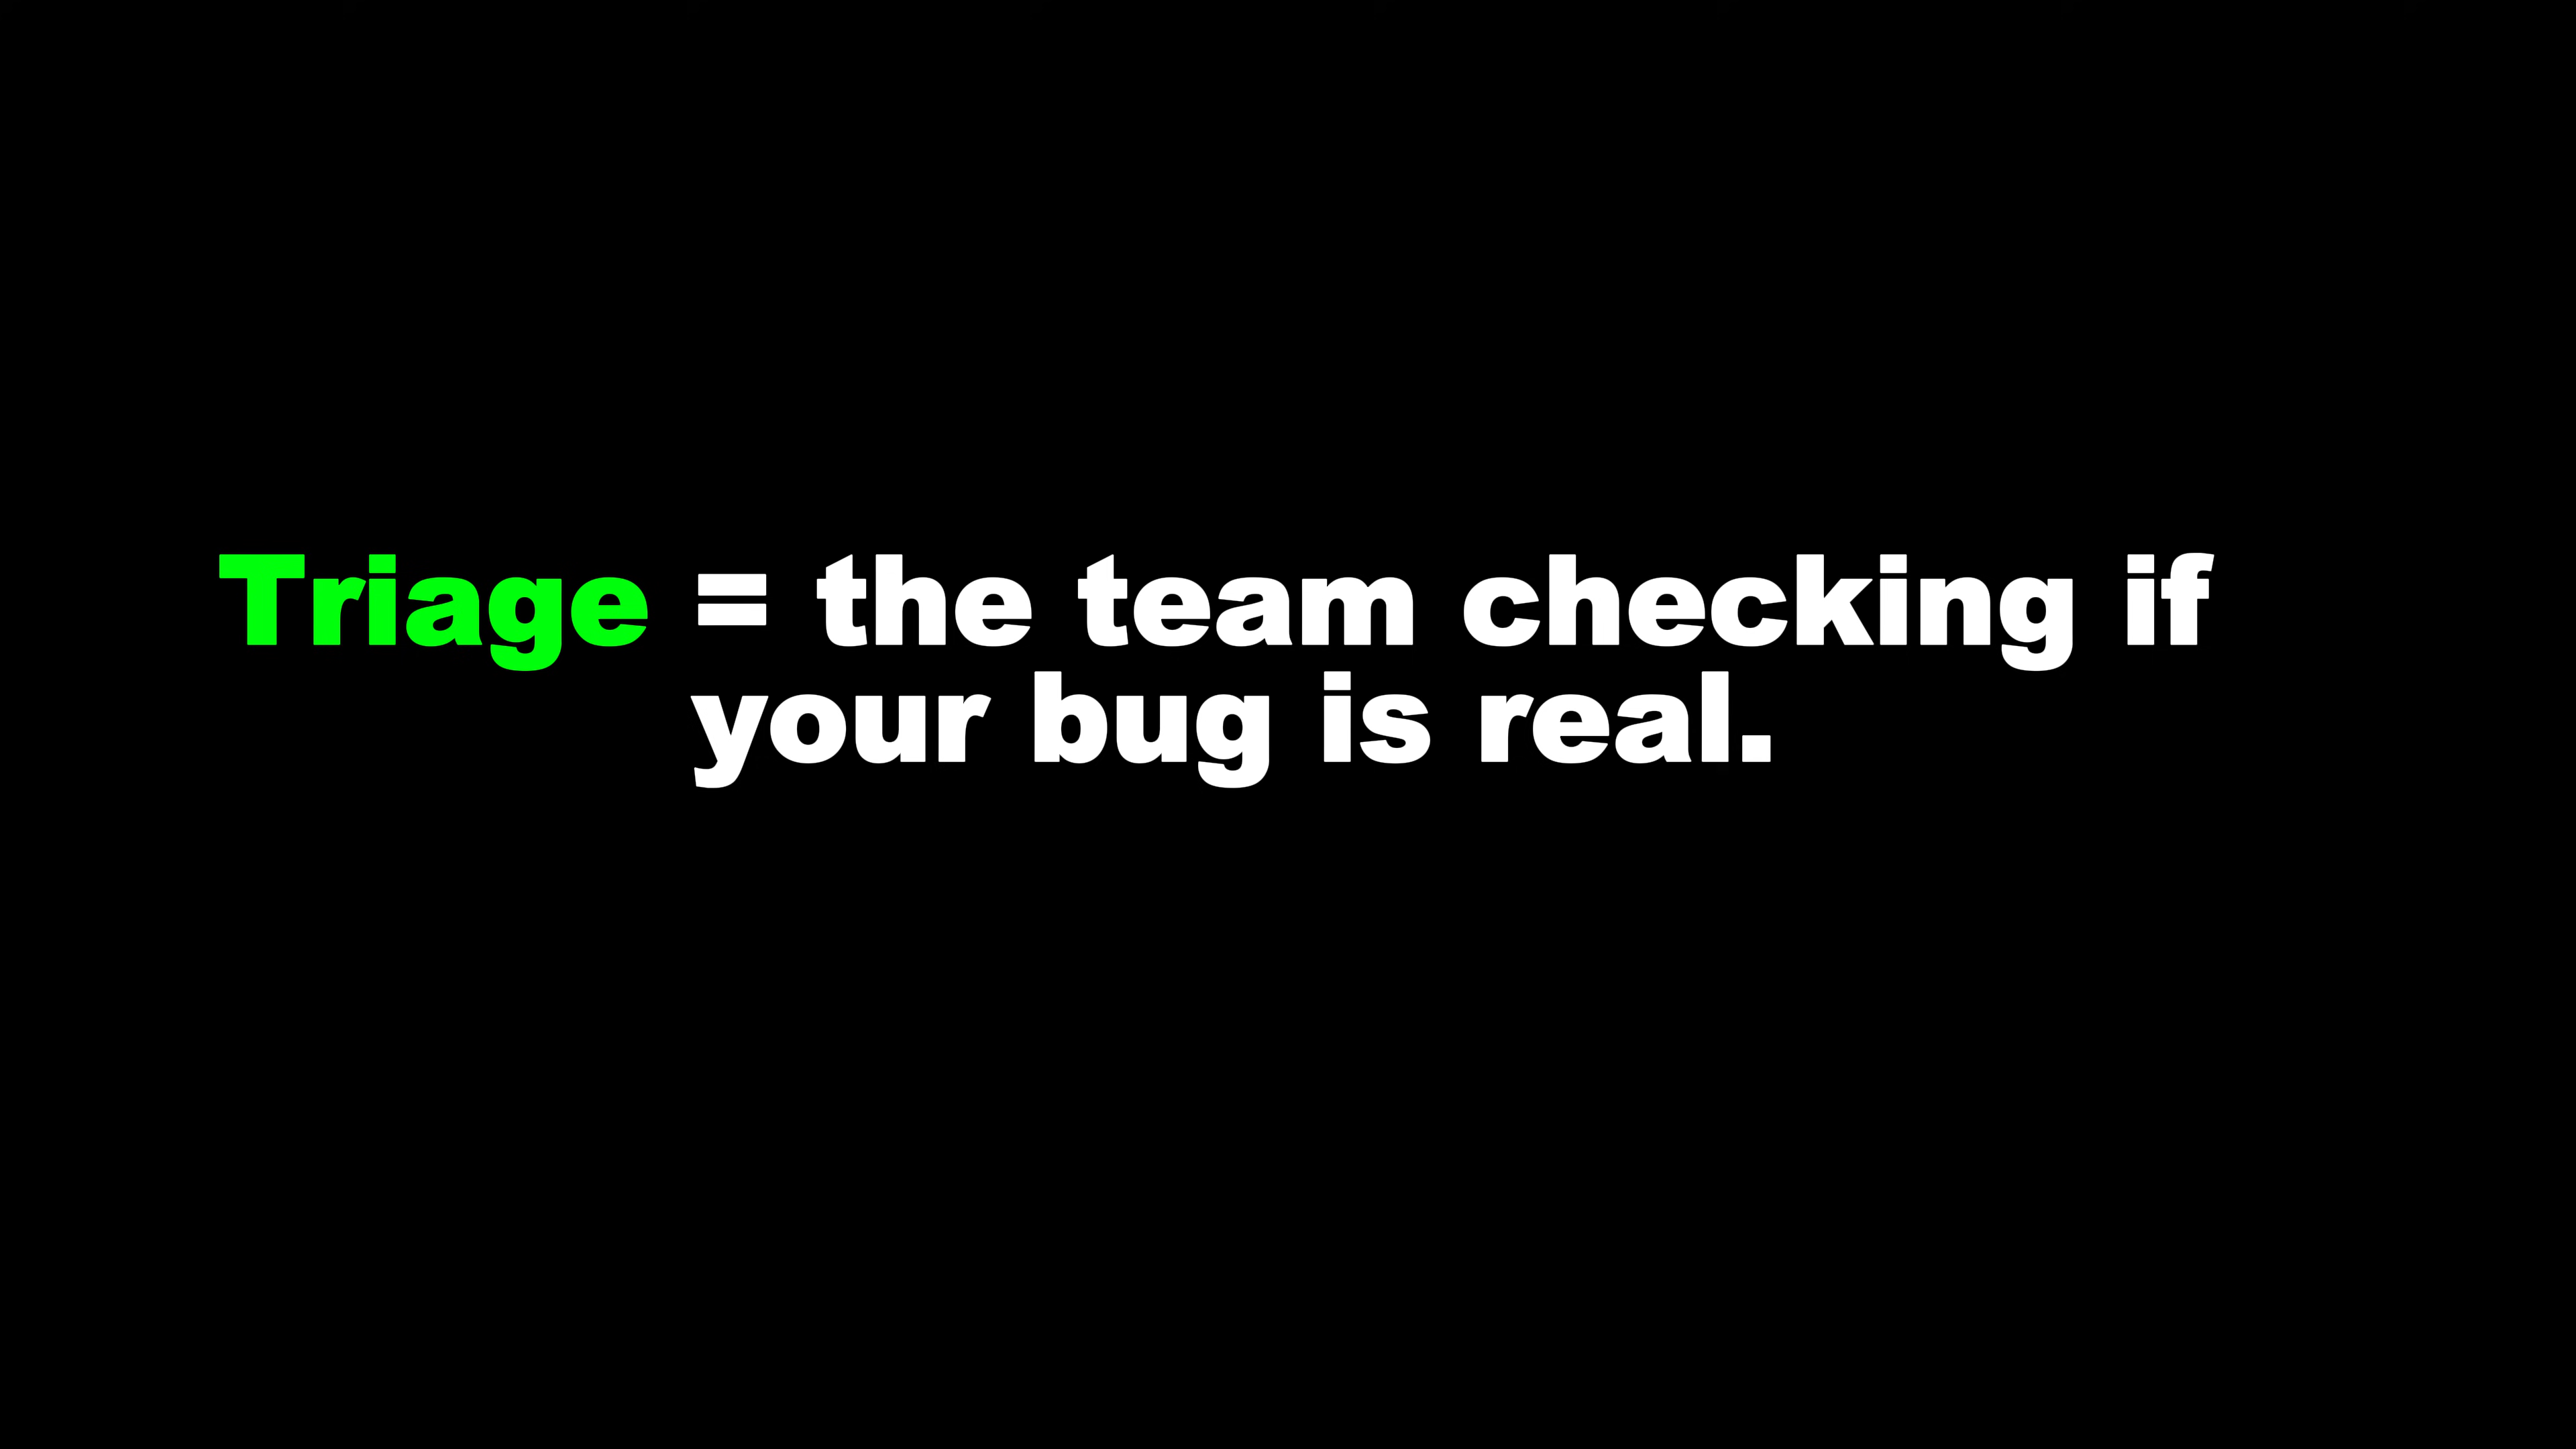 Triage = the team checking if
your bug is real.